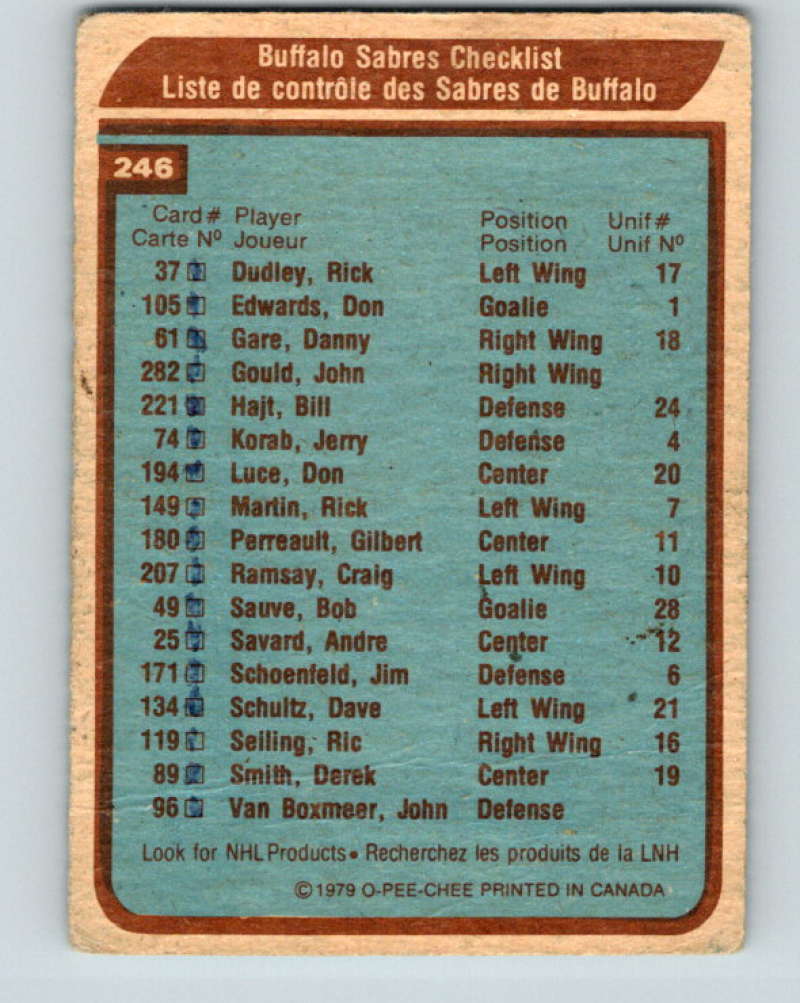 Buffalo Sabres Checklist
Liste de contrôle des Sabres de Buffalo
246
Card # Player Position Unif #
Carte Nº Joueur Position Unif Nº
37 Dudley, Rick Left Wing 17
105 Edwards, Don Goalie 1
61 Gare, Danny Right Wing 18
282 Gould, John Right Wing
221 Hajt, Bill Defense 24
74 Korab, Jerry Defense 4
194 Luce, Don Center 20
149 Martin, Rick Left Wing 7
180 Perreault, Gilbert Center 11
207 Ramsay, Craig Left Wing 10
49 Sauve, Bob Goalie 28
25 Savard, Andre Center 12
171 Schoenfeld, Jim Defense 6
134 Schultz, Dave Left Wing 21
119 Seiling, Ric Right Wing 16
89 Smith, Derek Center 19
96 Van Boxmeer, John Defense
Look for NHL Products • Recherchez les produits de la LNH
© 1979 O-PEE-CHEE PRINTED IN CANADA